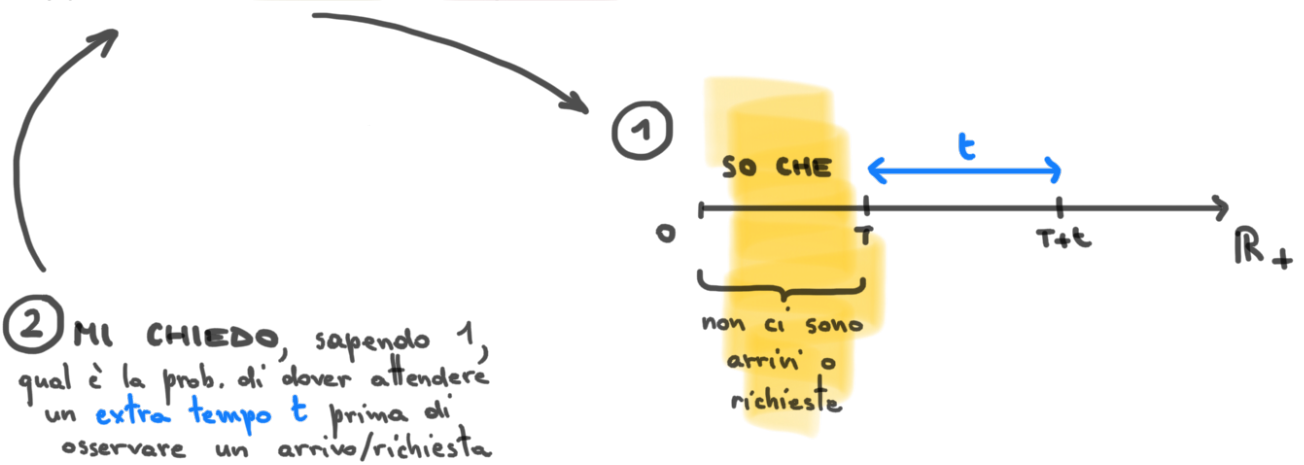 1
SO CHE
t
0 T T+t ℝ+
non ci sono
arrivi o
richieste
2 MI CHIEDO, sapendo 1,
qual è la prob. di dover attendere
un extra tempo t prima di
osservare un arrivo/richiesta